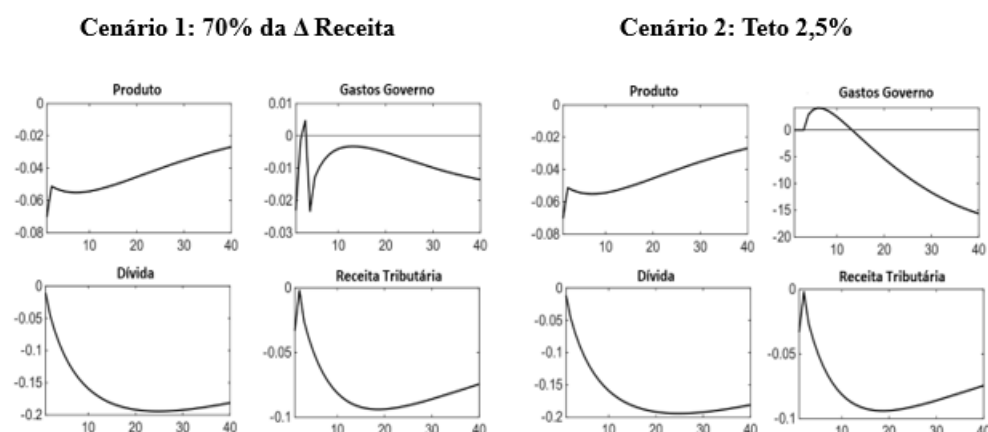 Cenário 1: 70% da Δ Receita
Cenário 2: Teto 2,5%
Produto
0
-0.02
-0.04
-0.06
-0.08
10 20 30 40
Gastos Governo
0.01
0
-0.01
-0.02
-0.03
10 20 30 40
Produto
0
-0.02
-0.04
-0.06
-0.08
10 20 30 40
Gastos Governo
0
-5
-10
-15
-20
10 20 30 40
Dívida
0
-0.05
-0.1
-0.15
-0.2
10 20 30 40
Receita Tributária
0
-0.05
-0.1
10 20 30 40
Dívida
0
-0.05
-0.1
-0.15
-0.2
10 20 30 40
Receita Tributária
0
-0.05
-0.1
10 20 30 40